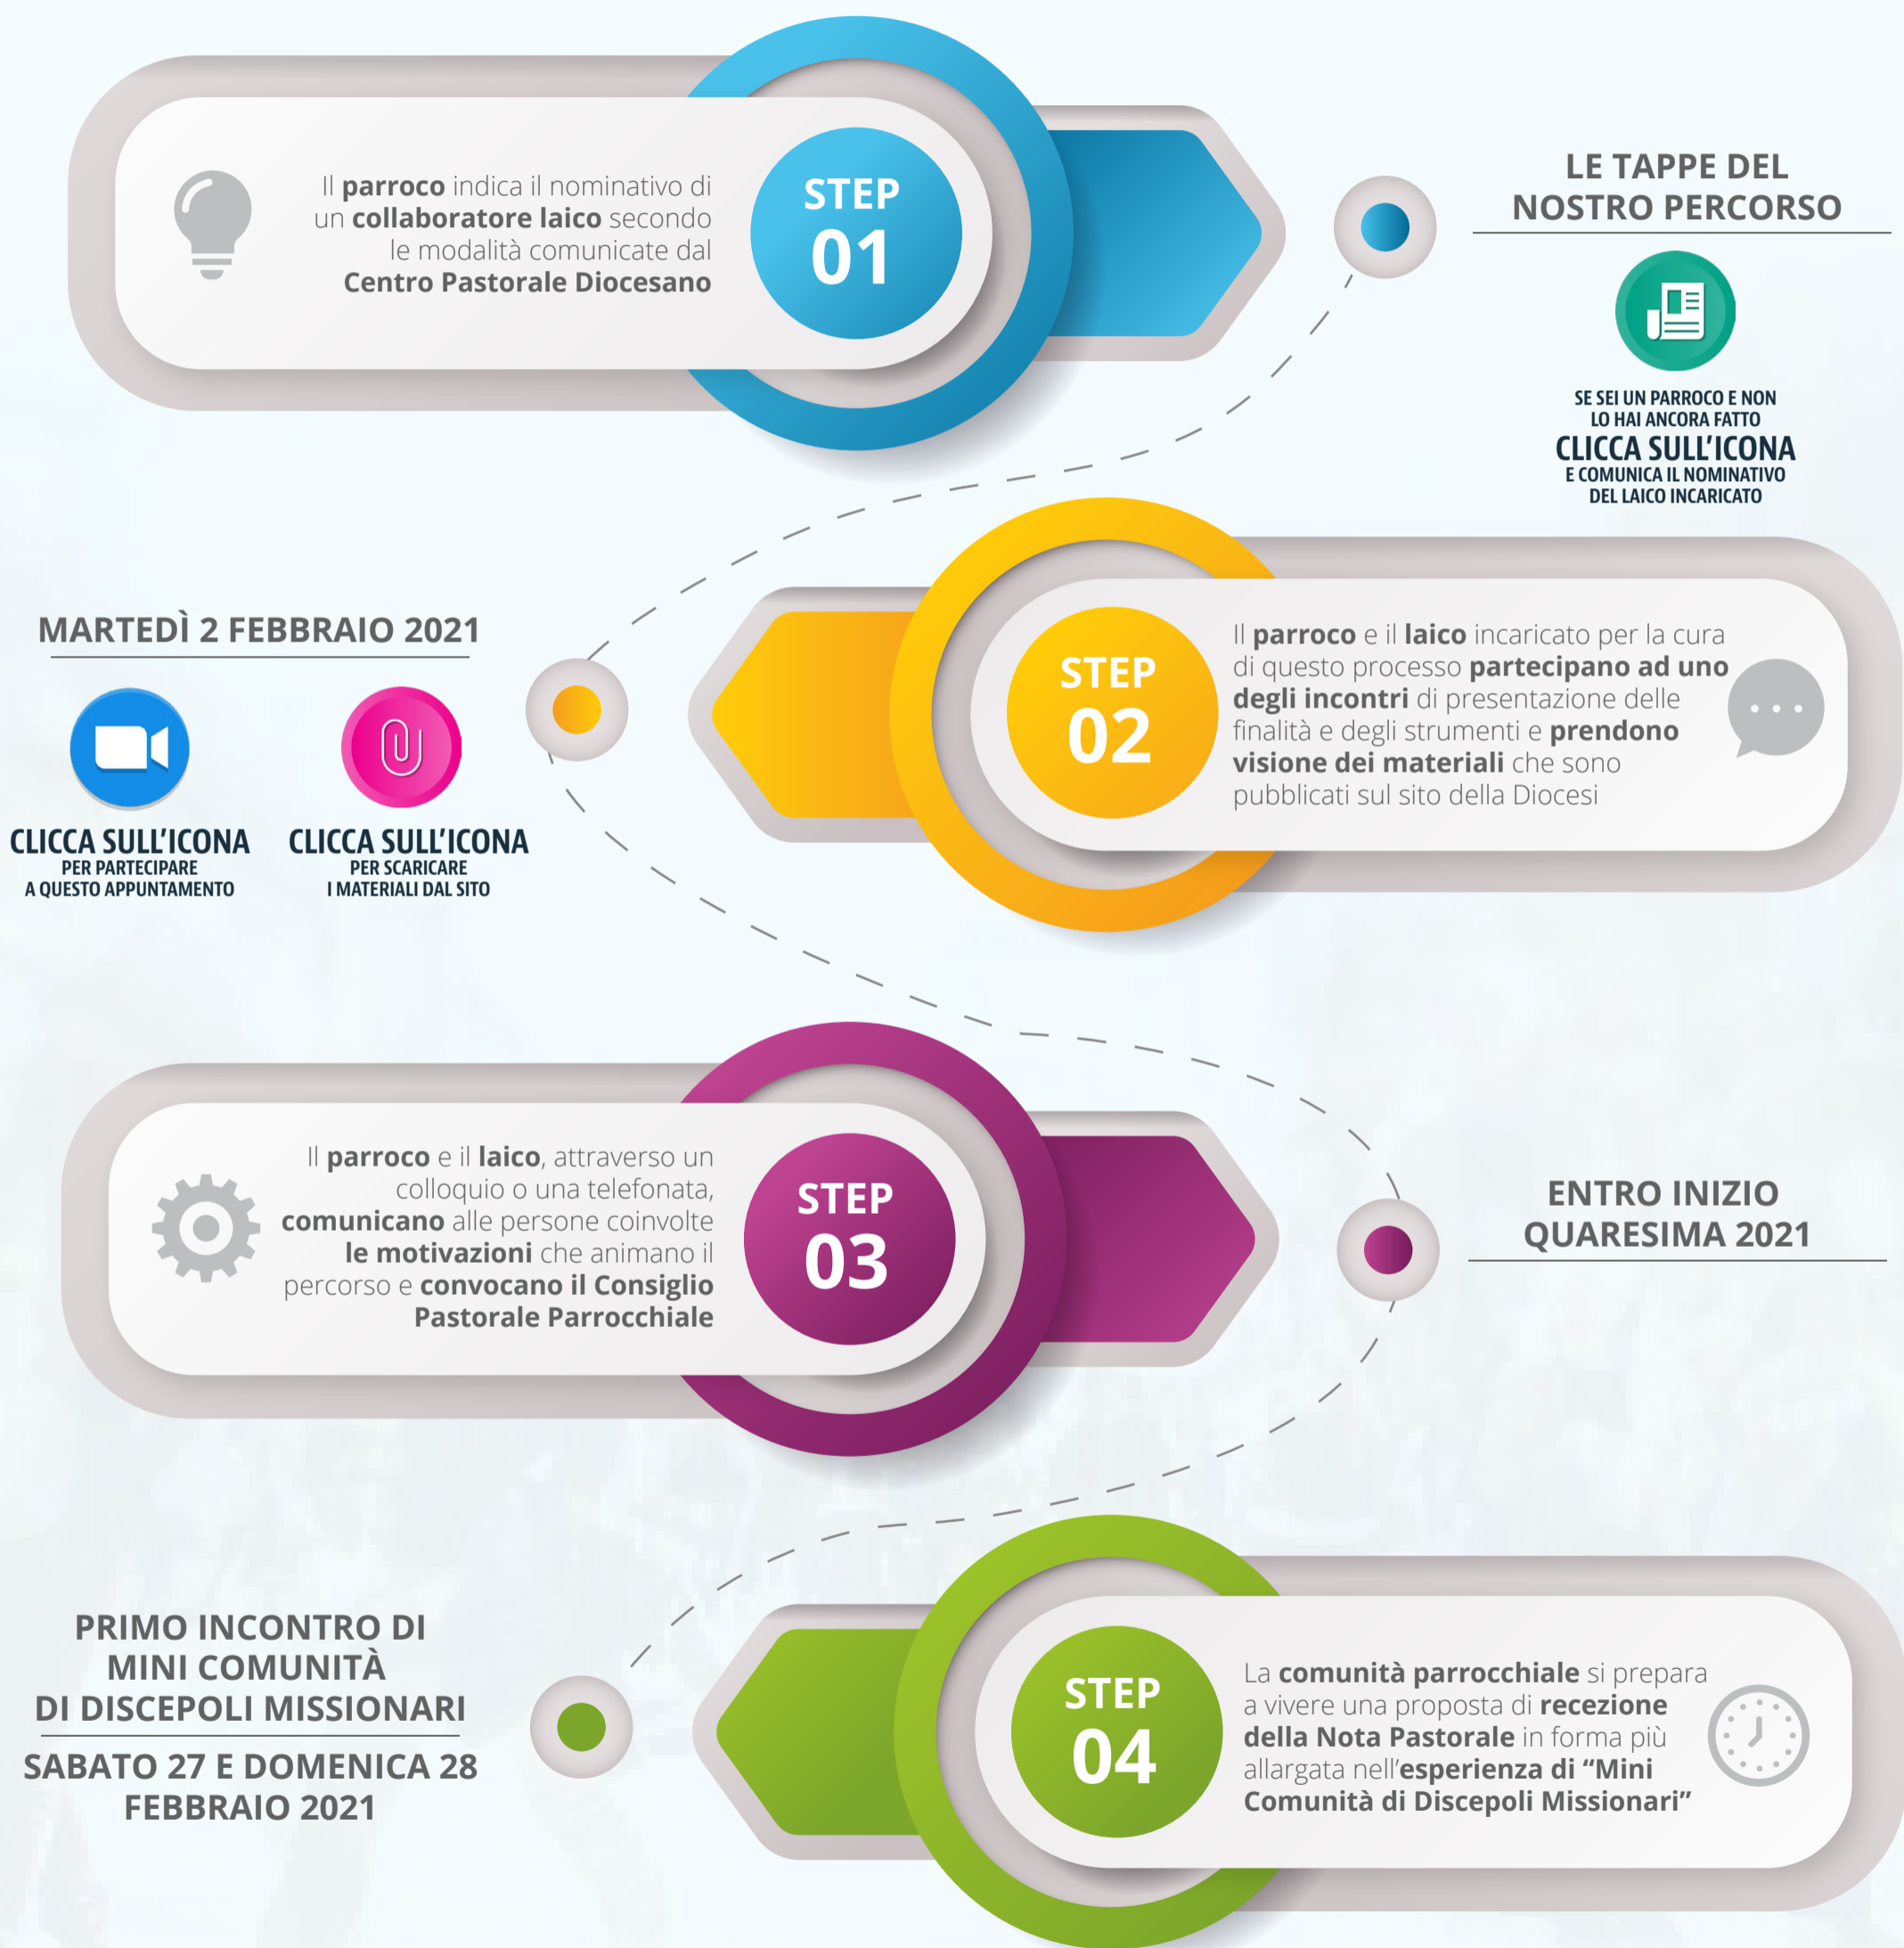 Il parroco indica il nominativo di
un collaboratore laico secondo
le modalità comunicate dal
Centro Pastorale Diocesano
STEP
01
LE TAPPE DEL
NOSTRO PERCORSO
SE SEI UN PARROCO E NON
LO HAI ANCORA FATTO
CLICCA SULL'ICONA
E COMUNICA IL NOMINATIVO
DEL LAICO INCARICATO
MARTEDÌ 2 FEBBRAIO 2021
CLICCA SULL'ICONA
PER PARTECIPARE
A QUESTO APPUNTAMENTO
CLICCA SULL'ICONA
PER SCARICARE
I MATERIALI DAL SITO
STEP
02
Il parroco e il laico incaricato per la cura
di questo processo partecipano ad uno
degli incontri di presentazione delle
finalità e degli strumenti e prendono
visione dei materiali che sono
pubblicati sul sito della Diocesi
Il parroco e il laico, attraverso un
colloquio o una telefonata,
comunicano alle persone coinvolte
le motivazioni che animano il
percorso e convocano il Consiglio
Pastorale Parrocchiale
STEP
03
ENTRO INIZIO
QUARESIMA 2021
PRIMO INCONTRO DI
MINI COMUNITÀ
DI DISCEPOLI MISSIONARI
SABATO 27 E DOMENICA 28
FEBBRAIO 2021
STEP
04
La comunità parrocchiale si prepara
a vivere una proposta di recezione
della Nota Pastorale in forma più
allargata nell'esperienza di “Mini
Comunità di Discepoli Missionari”